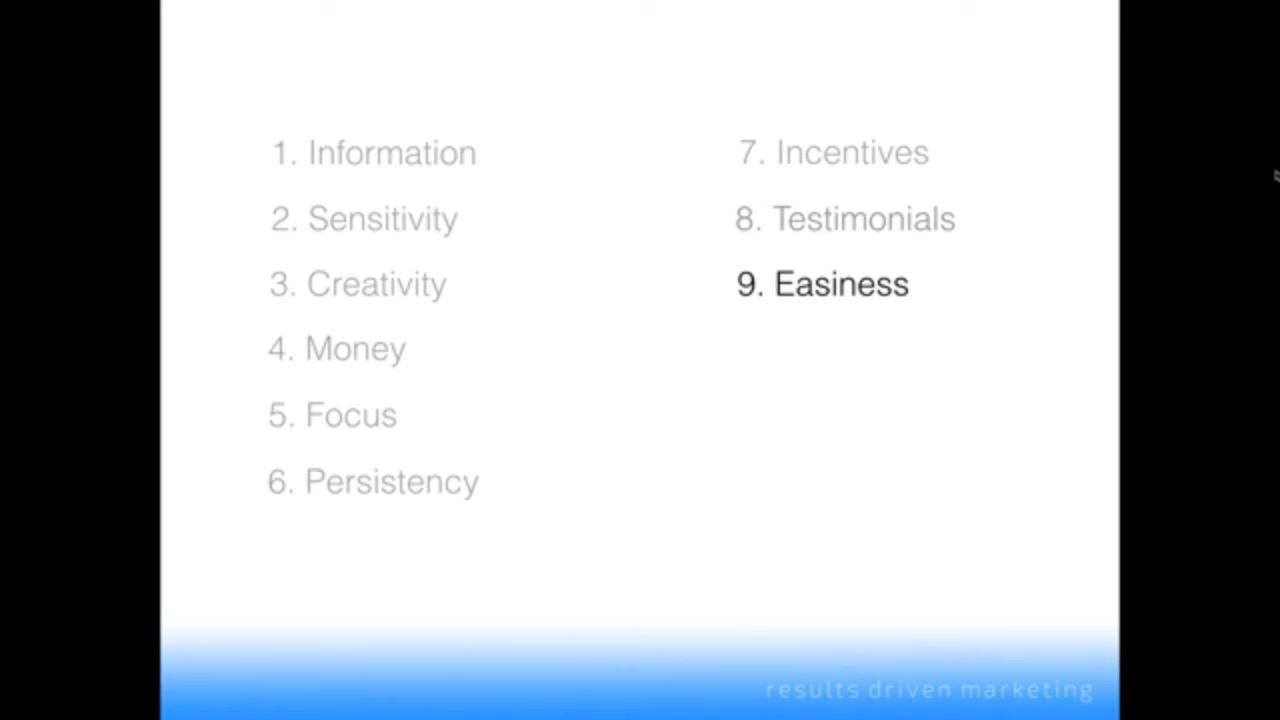 1. Information
2. Sensitivity
3. Creativity
4. Money
5. Focus
6. Persistency
7. Incentives
8. Testimonials
9. Easiness
results driven marketing